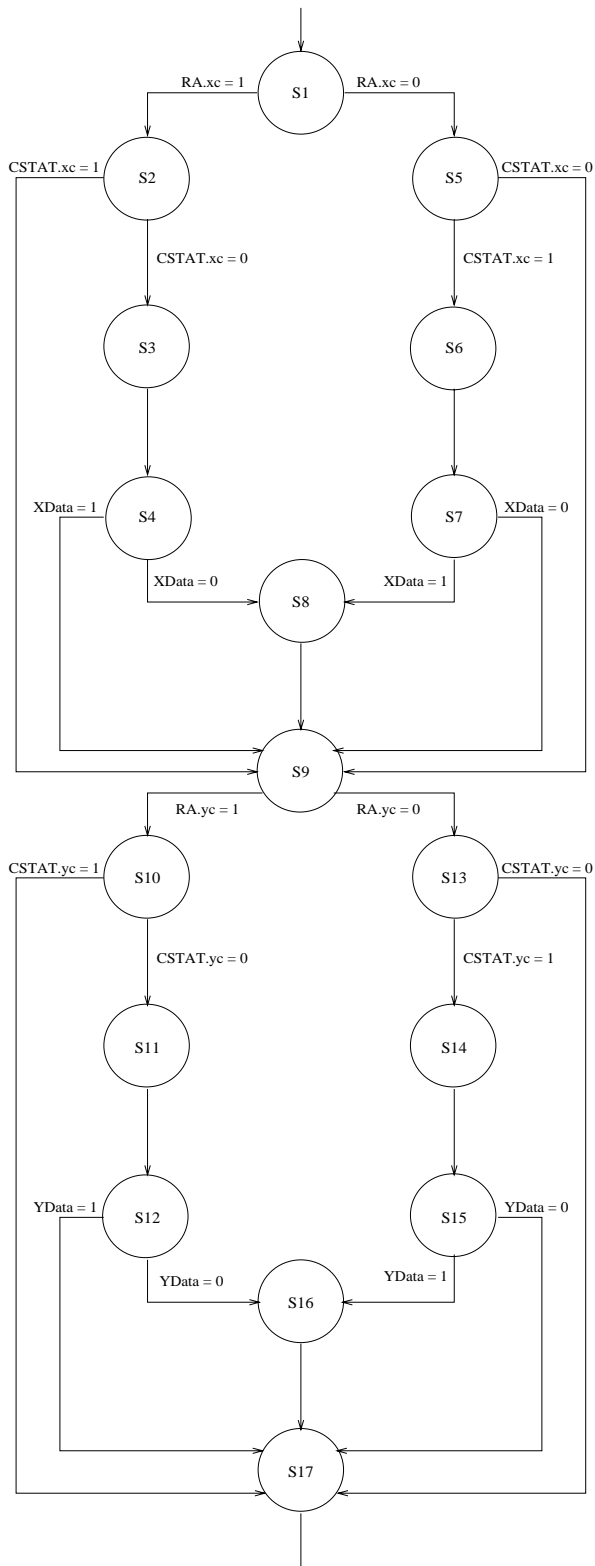 RA.xc = 1
S1
RA.xc = 0
CSTAT.xc = 1
S2
S5
CSTAT.xc = 0
CSTAT.xc = 0
CSTAT.xc = 1
S3
S6
XData = 1
S4
S7
XData = 0
XData = 0
S8
XData = 1
S9
RA.yc = 1
RA.yc = 0
CSTAT.yc = 1
S10
S13
CSTAT.yc = 0
CSTAT.yc = 0
CSTAT.yc = 1
S11
S14
YData = 1
S12
S15
YData = 0
YData = 0
S16
YData = 1
S17